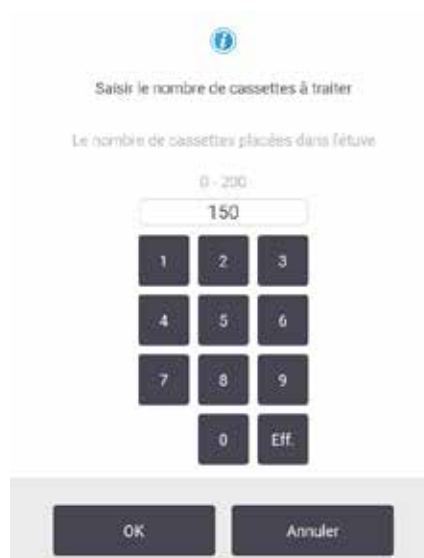 Saisir le nombre de cassettes à traiter
Le nombre de cassettes placées dans l'étuve
0 - 200
150
1 2 3
4 5 6
7 8 9
0 Eff.
OK Annuler